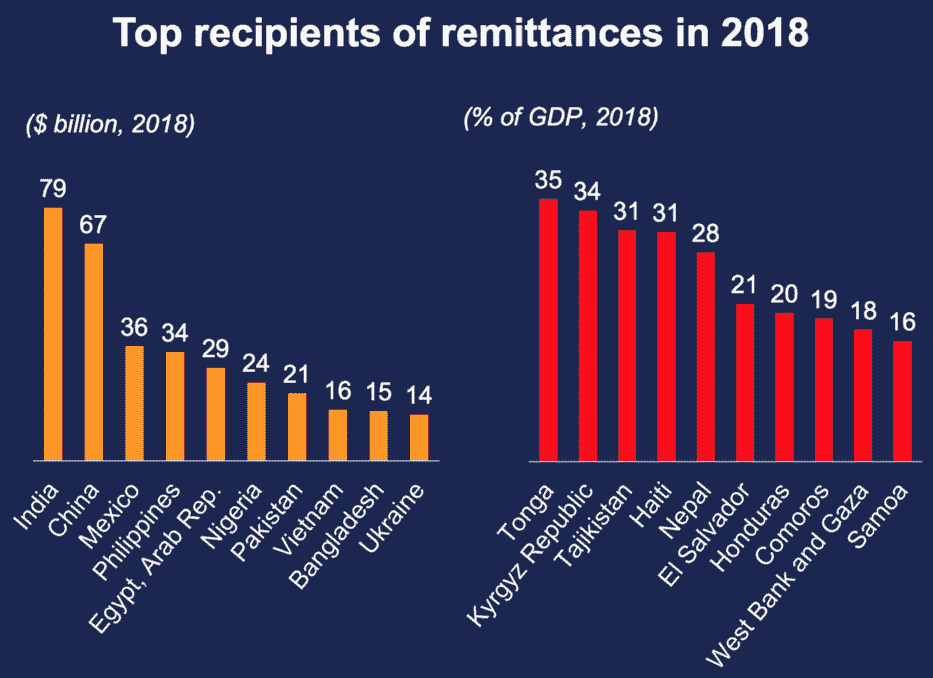 Top recipients of remittances in 2018
($ billion, 2018)
79
67
36
34
29
24
21
16
15
14
India
China
Mexico
Philippines
Egypt, Arab Rep.
Nigeria
Pakistan
Vietnam
Bangladesh
Ukraine
(% of GDP, 2018)
35
34
31
31
28
21
20
19
18
16
Tonga
Kyrgyz Republic
Tajikistan
Haiti
Nepal
El Salvador
Honduras
Comoros
West Bank and Gaza
Samoa